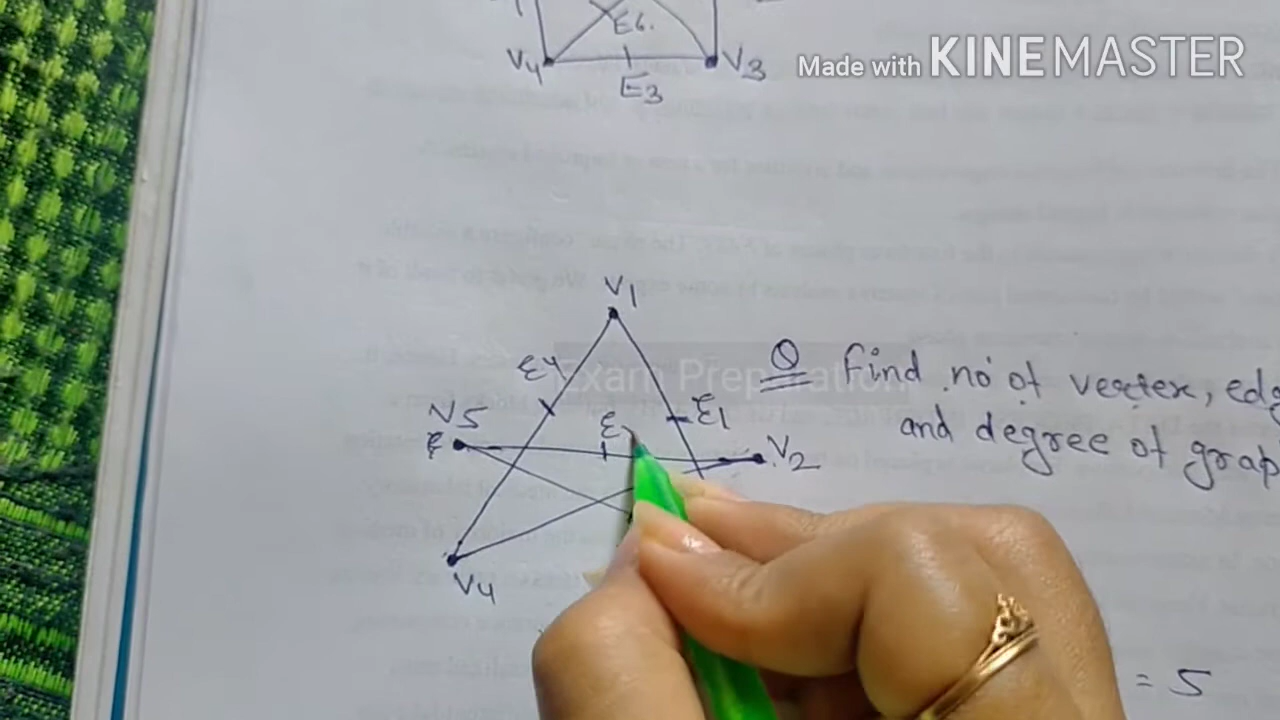 E6.
V4
V3
E3
Made with KINEMASTER
V1
Exam Preparation
E4
Q Find no of vertex, edg
V5
E1
E
V2
and degree of grap
V4
= 5